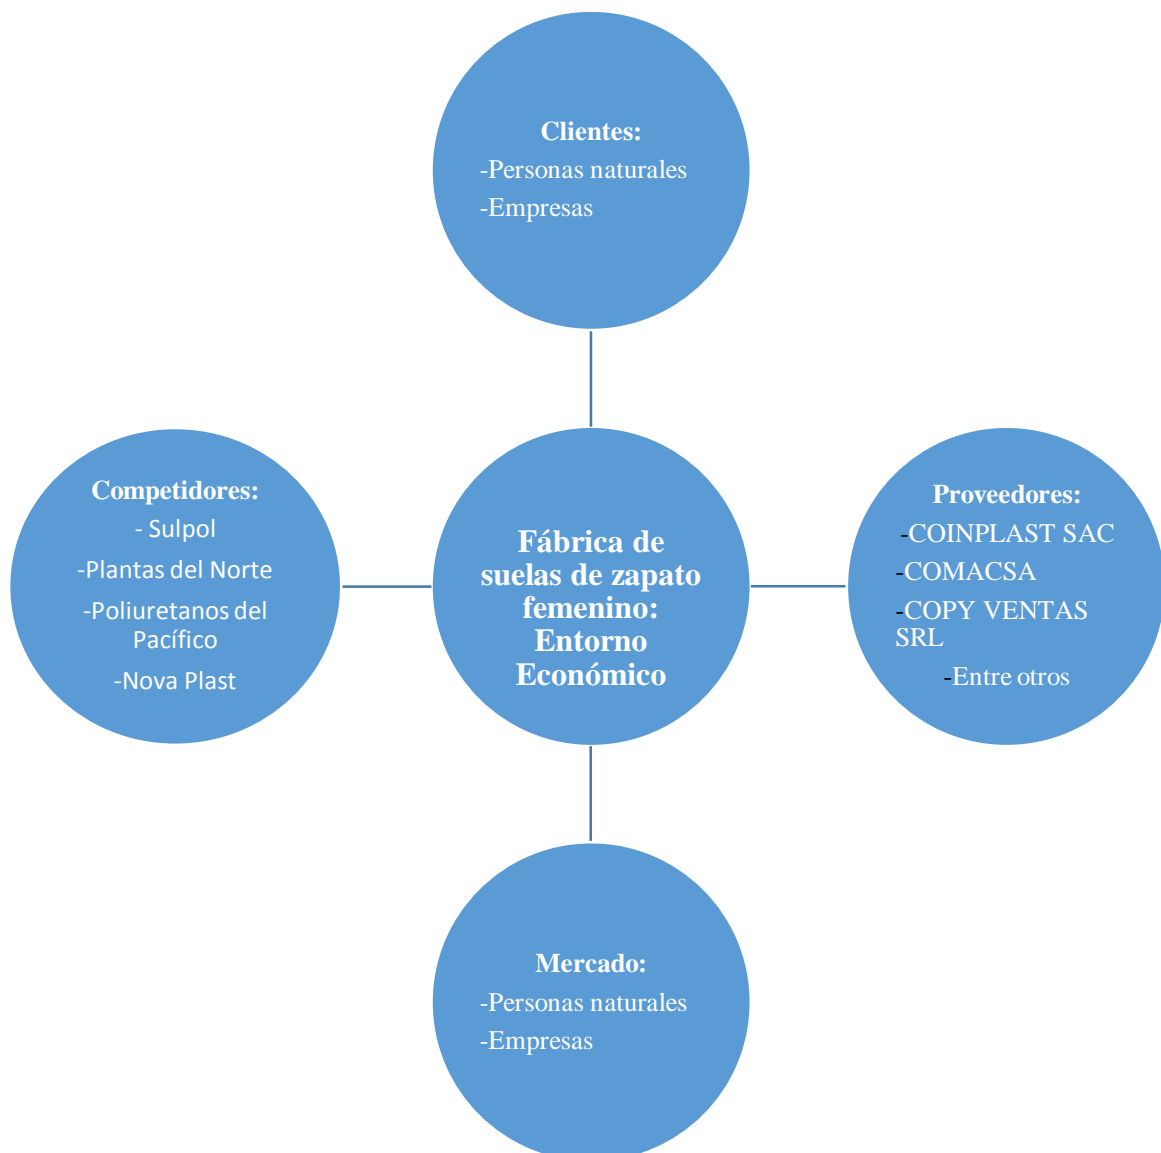 Clientes:
-Personas naturales
-Empresas
Competidores:
- Sulpol
-Plantas del Norte
-Poliuretanos del
Pacífico
-Nova Plast
Fábrica de
suelas de zapato
femenino:
Entorno
Económico
Proveedores:
-COINPLAST SAC
-COMACSA
-COPY VENTAS
SRL
-Entre otros
Mercado:
-Personas naturales
-Empresas